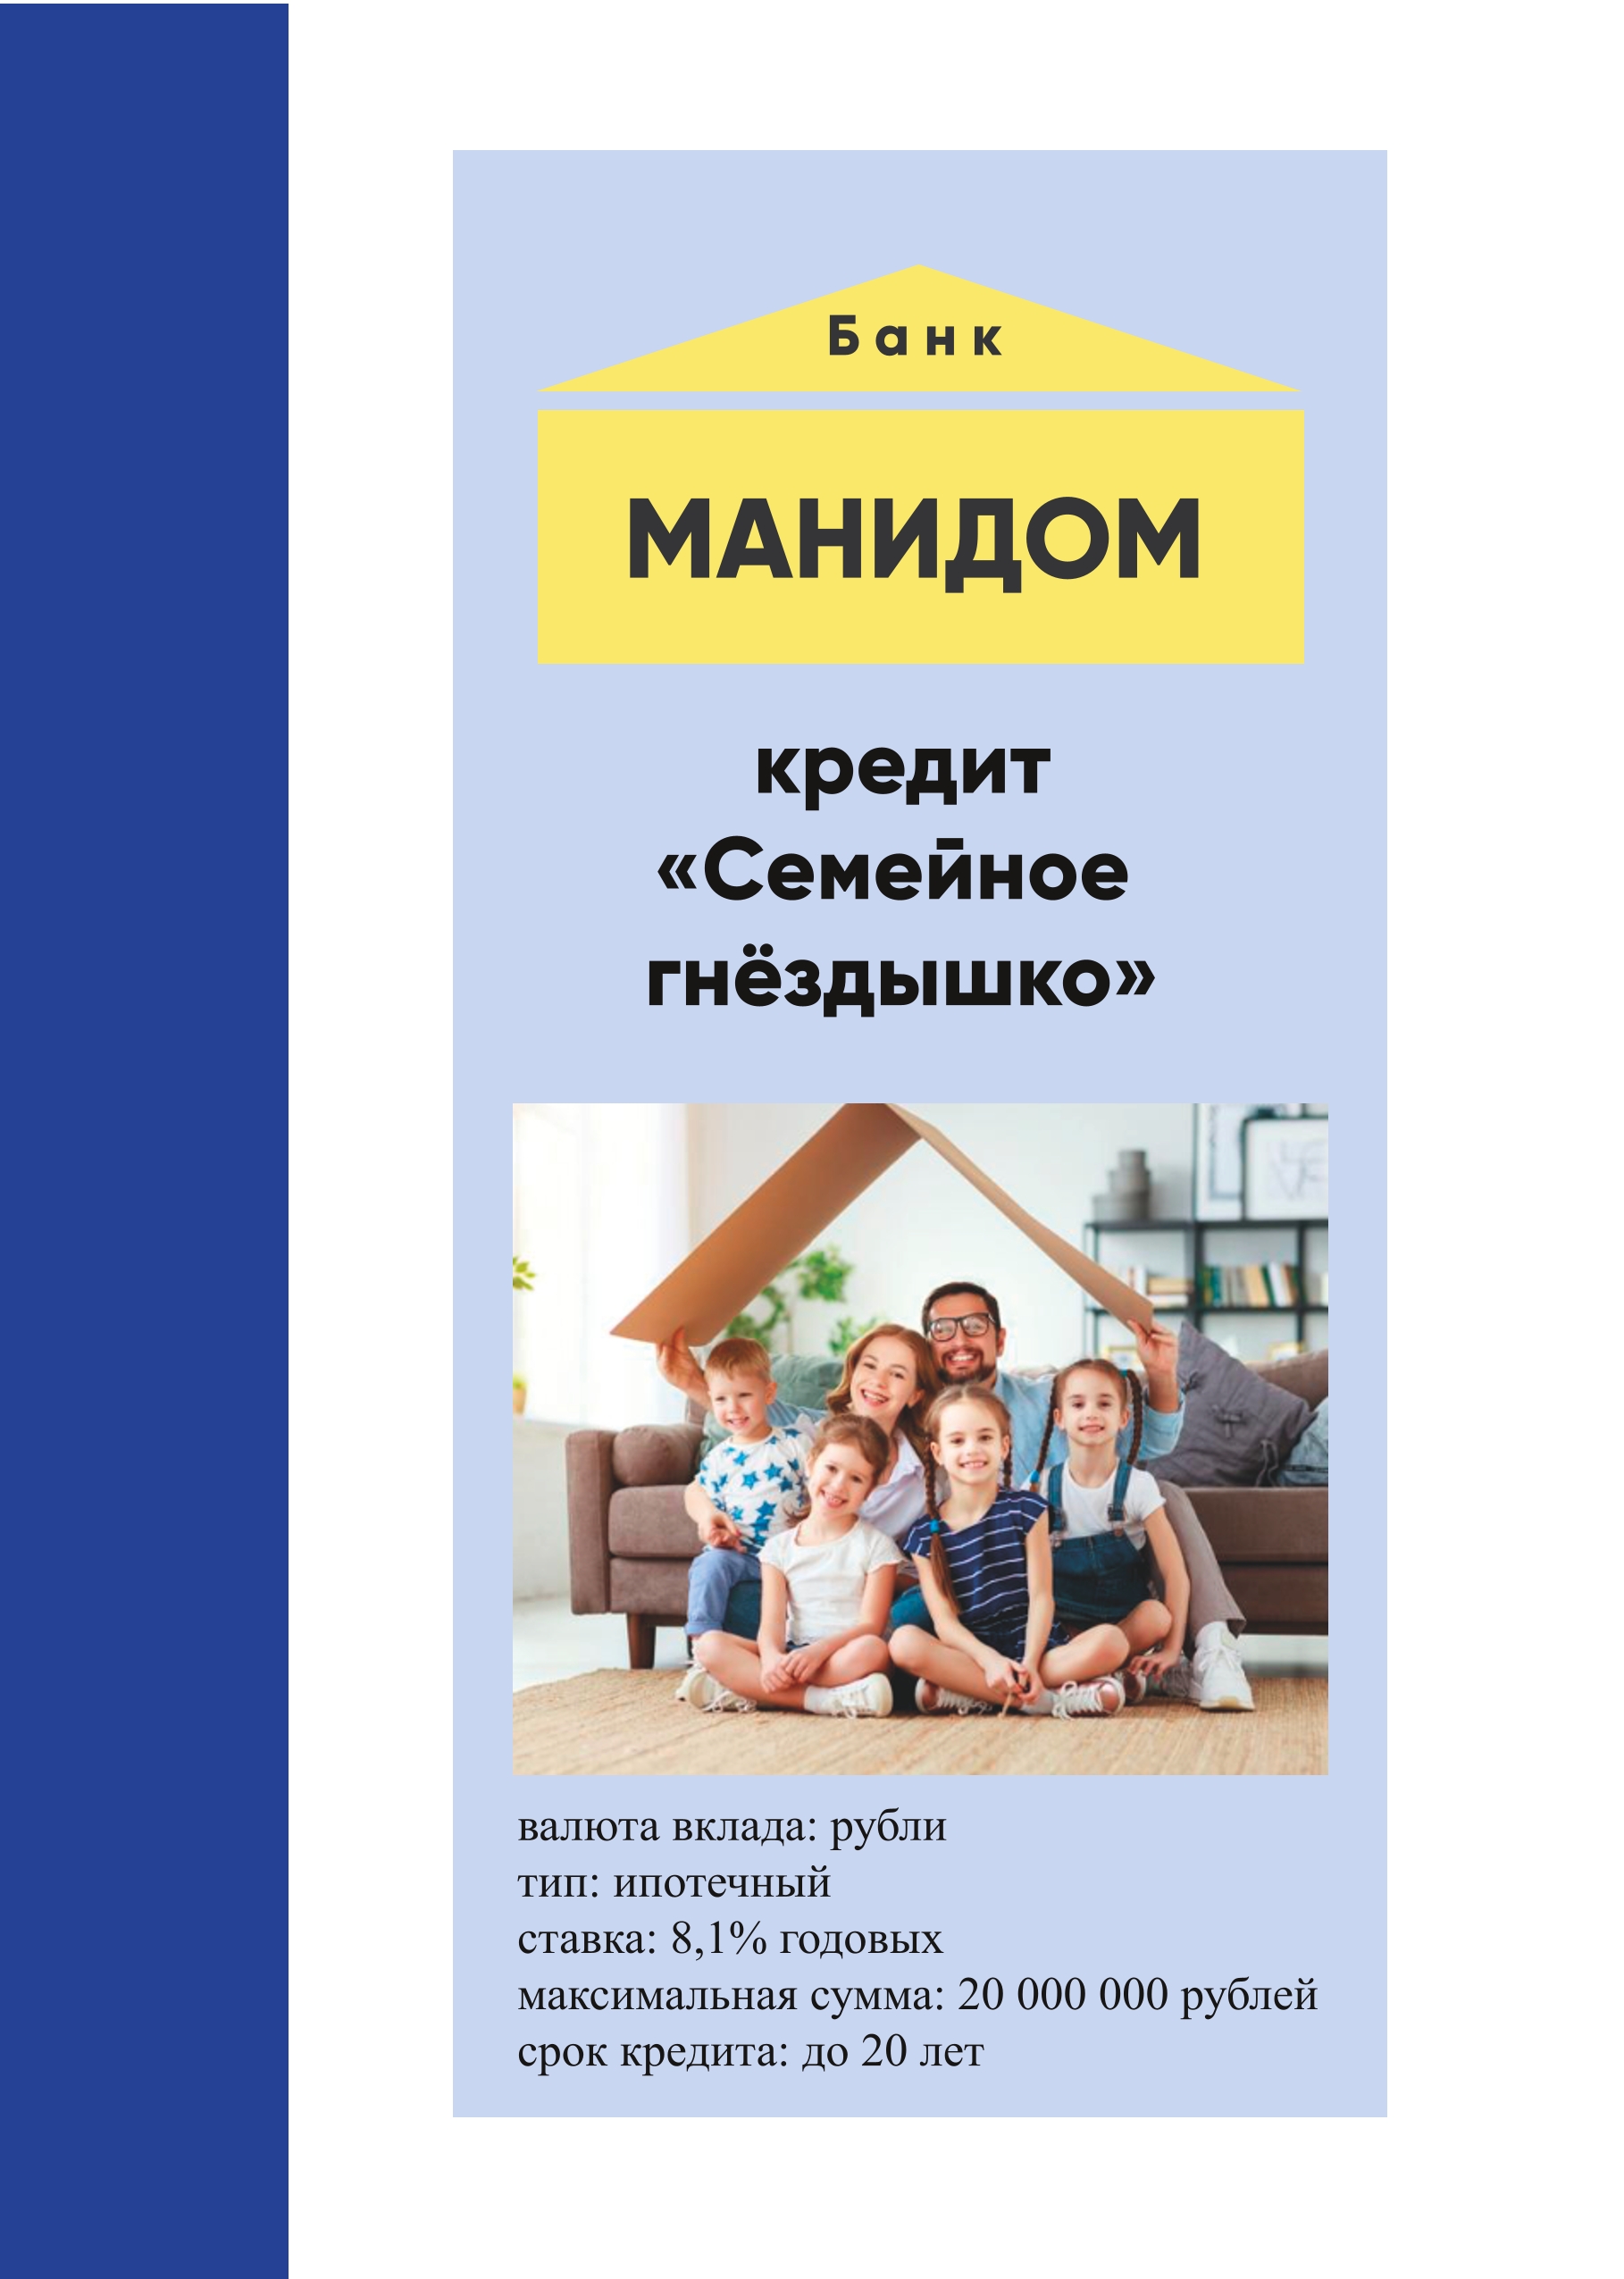 Банк
МАНИДОМ
кредит
«Семейное
гнёздышко»
валюта вклада: рубли
тип: ипотечный
ставка: 8,1% годовых
максимальная сумма: 20 000 000 рублей
срок кредита: до 20 лет